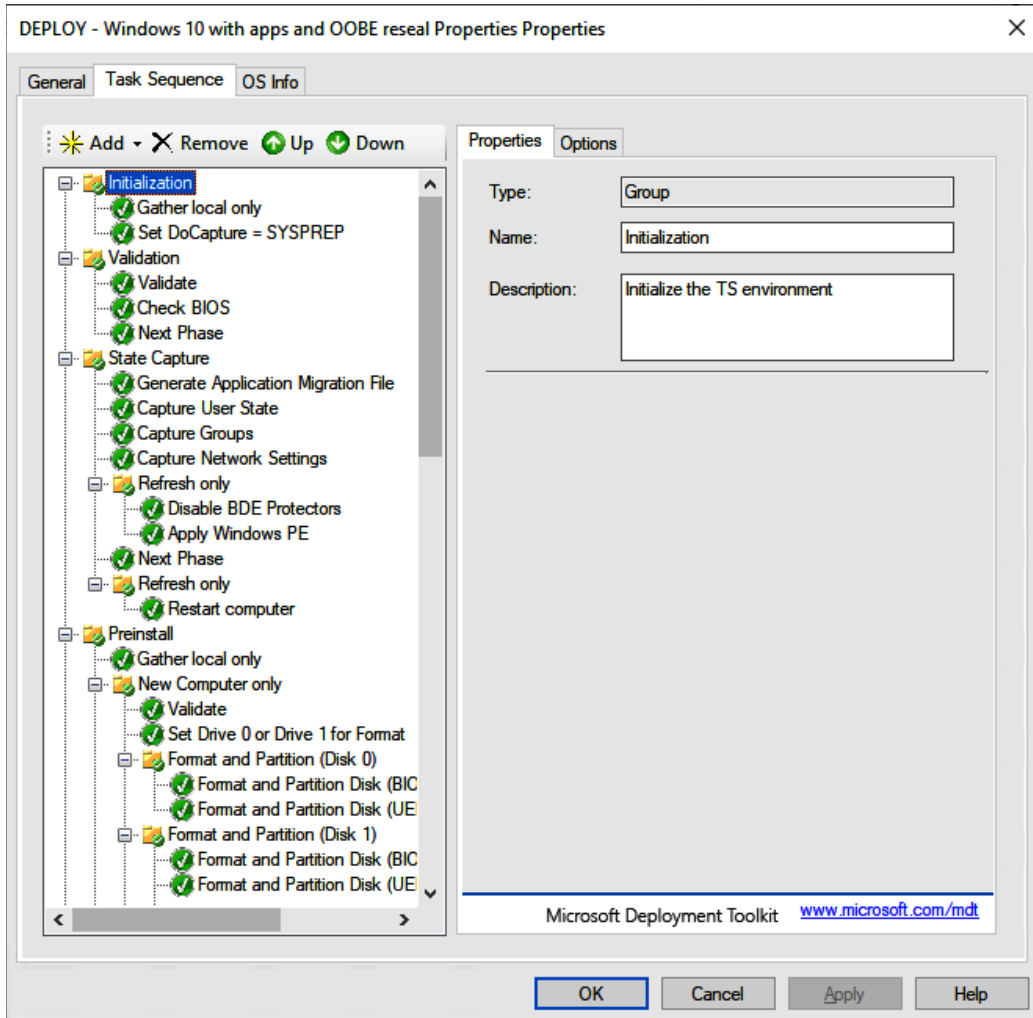 DEPLOY - Windows 10 with apps and OOBE reseal Properties Properties
General Task Sequence OS Info
Add Remove Up Down
Initialization
Gather local only
Set DoCapture = SYSPREP
Validation
Validate
Check BIOS
Next Phase
State Capture
Generate Application Migration File
Capture User State
Capture Groups
Capture Network Settings
Refresh only
Disable BDE Protectors
Apply Windows PE
Next Phase
Refresh only
Restart computer
Preinstall
Gather local only
New Computer only
Validate
Set Drive 0 or Drive 1 for Format
Format and Partition (Disk 0)
Format and Partition Disk (BIO
Format and Partition Disk (UEI
Format and Partition (Disk 1)
Format and Partition Disk (BIC
Format and Partition Disk (UEI
Properties Options
Type: Group
Name: Initialization
Description: Initialize the TS environment
Microsoft Deployment Toolkit www.microsoft.com/mdt
OK Cancel Apply Help